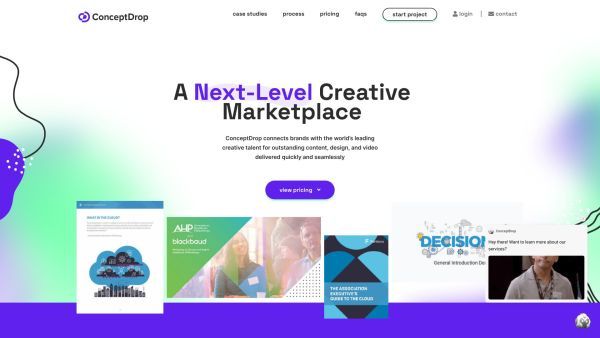 ConceptDrop
case studies
process
pricing
faqs
start project
login
contact
A Next-Level Creative
Marketplace
ConceptDrop connects brands with the world's leading
creative talent for outstanding content, design, and video
delivered quickly and seamlessly
view pricing
WHAT IS THE CLOUD?
AHP
blackbaud
THE ASSOCIATION
EXECUTIVE'S
GUIDE TO THE CLOUD
DECISION
General Introduction De
ConceptDrop
Hey there! Want to learn more about our
services?